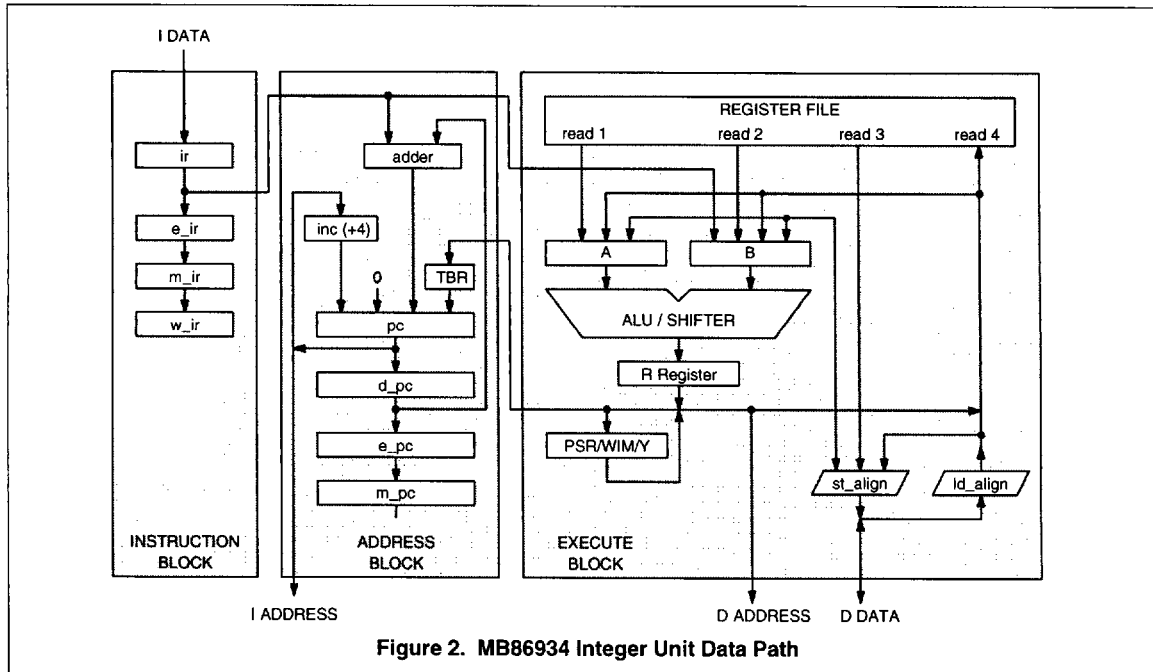 I DATA
REGISTER FILE
read 1 read 2 read 3 read 4
ir
adder
e_ir
inc (+4)
A
B
m_ir
0
TBR
w_ir
pc
ALU / SHIFTER
R Register
d_pc
e_pc
PSR/WIM/Y
m_pc
st_align
ld_align
INSTRUCTION
BLOCK
ADDRESS
BLOCK
EXECUTE
BLOCK
I ADDRESS
D ADDRESS
D DATA
Figure 2. MB86934 Integer Unit Data Path